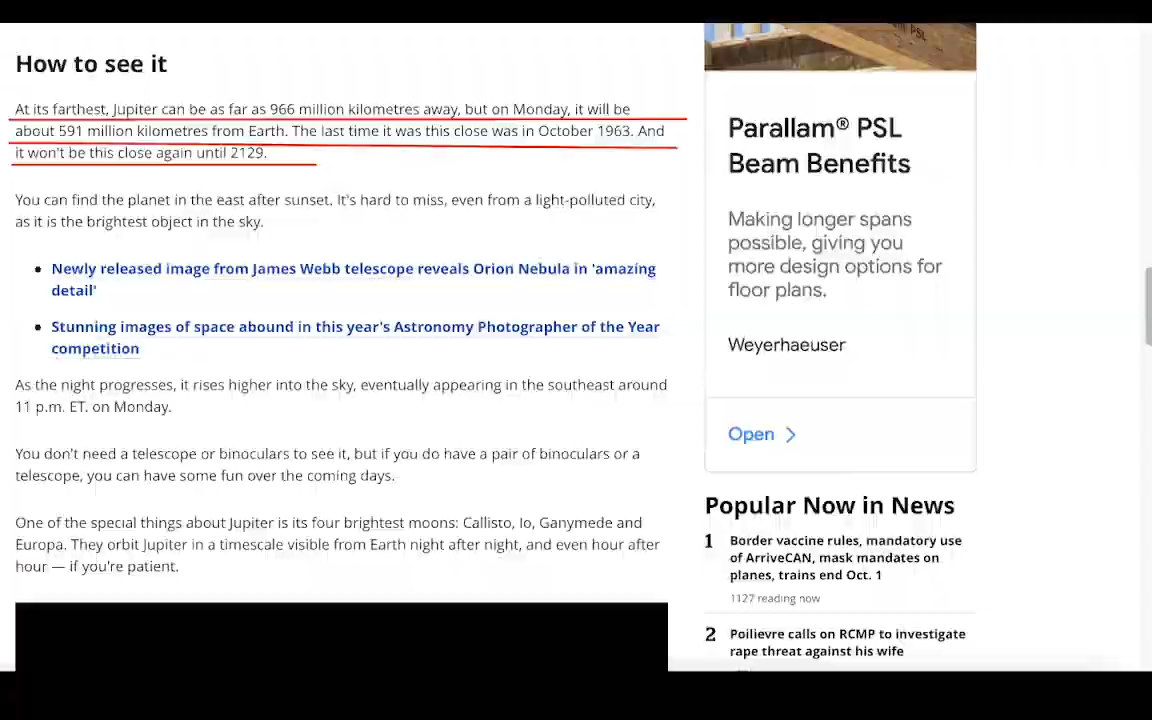 How to see it
At its farthest, Jupiter can be as far as 966 million kilometres away, but on Monday, it will be
about 591 million kilometres from Earth. The last time it was this close was in October 1963. And
it won't be this close again until 2129.
You can find the planet in the east after sunset. It's hard to miss, even from a light-polluted city,
as it is the brightest object in the sky.
Newly released image from James Webb telescope reveals Orion Nebula in 'amazing
detail'
Stunning images of space abound in this year's Astronomy Photographer of the Year
competition
As the night progresses, it rises higher into the sky, eventually appearing in the southeast around
11 p.m. ET. on Monday.
You don't need a telescope or binoculars to see it, but if you do have a pair of binoculars or a
telescope, you can have some fun over the coming days.
One of the special things about Jupiter is its four brightest moons: Callisto, Io, Ganymede and
Europa. They orbit Jupiter in a timescale visible from Earth night after night, and even hour after
hour — if you're patient.
PSL
Parallam® PSL
Beam Benefits
Making longer spans
possible, giving you
more design options for
floor plans.
Weyerhaeuser
Open
Popular Now in News
1 Border vaccine rules, mandatory use
of ArriveCAN, mask mandates on
planes, trains end Oct. 1
1127 reading now
2 Poilievre calls on RCMP to investigate
rape threat against his wife